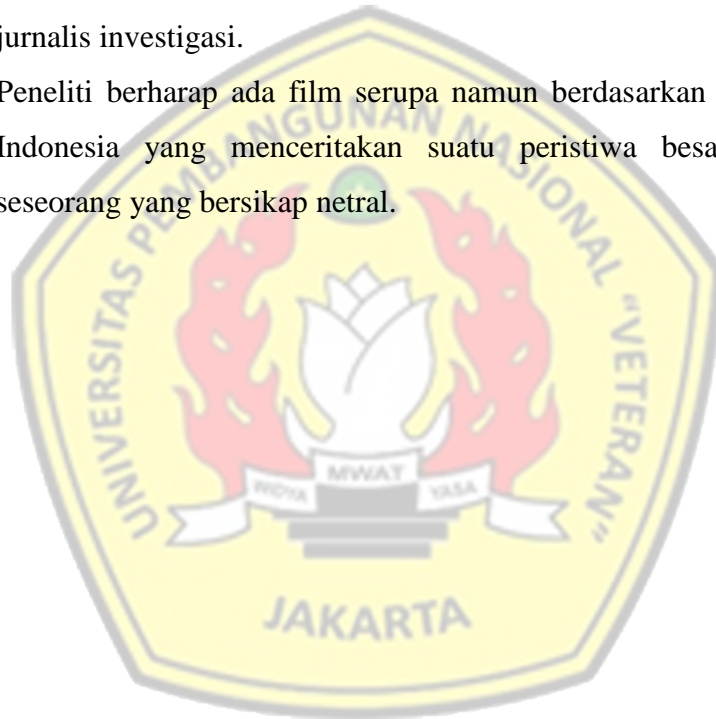 jurnalis investigasi.
Peneliti berharap ada film serupa namun berdasarkan
Indonesia yang menceritakan suatu peristiwa besa
seseorang yang bersikap netral.
UNIVERSITAS PEMBANGUNAN NASIONAL "VETERAN"
WIDYA MWAT YASA
JAKARTA